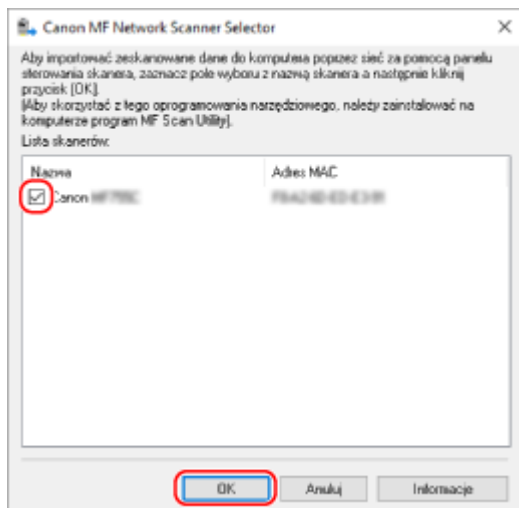 Canon MF Network Scanner Selector
Aby importować zeskanowane dane do komputera poprzez sieć za pomocą panelu
sterowania skanera, zaznacz pole wyboru z nazwą skanera a następnie kliknij
przycisk [OK].
(Aby skorzystać z tego oprogramowania narzędziowego, należy zainstalować na
komputerze program MF Scan Utility).
Lista skanerów:
Nazwa Adres MAC
Canon
OK Anuluj Informacje